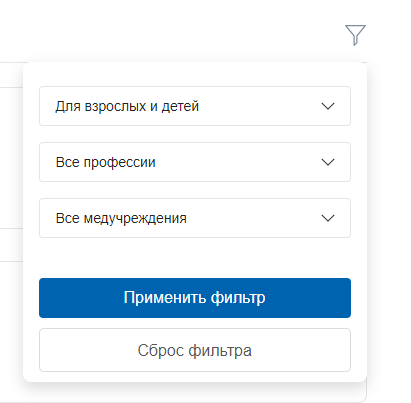 Для взрослых и детей
Все профессии
Все медучреждения
Применить фильтр
Сброс фильтра